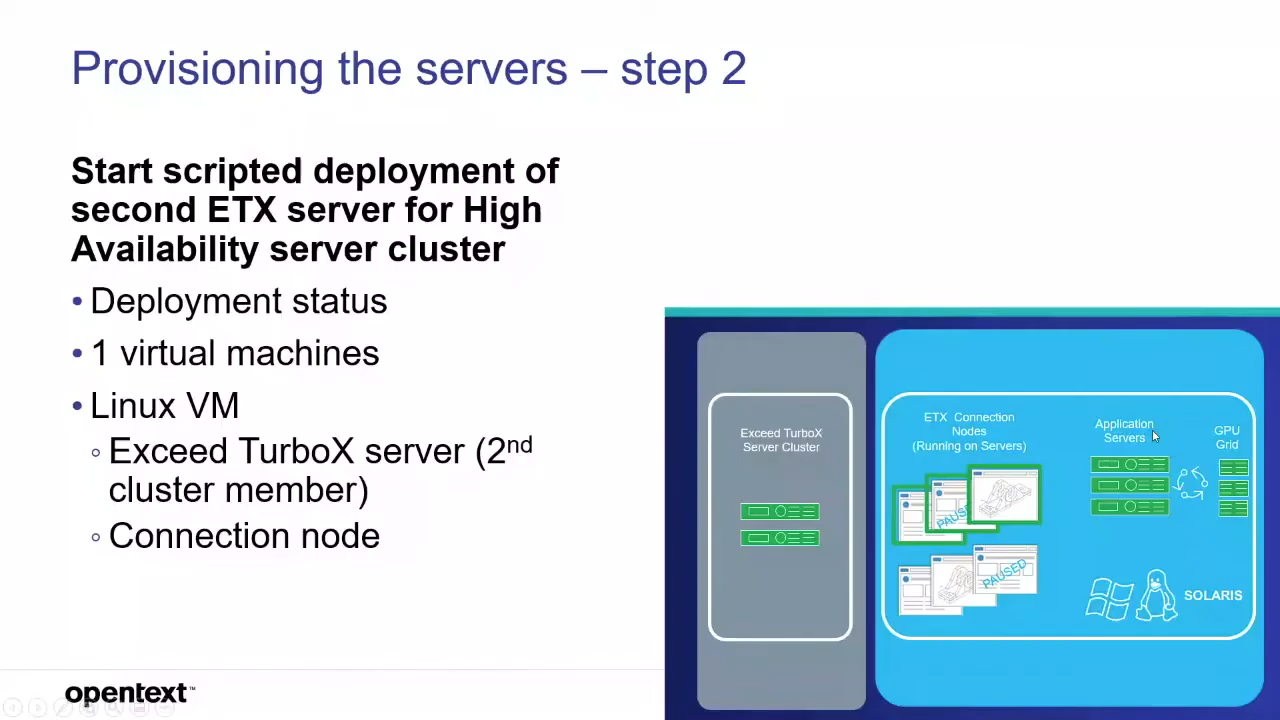 Provisioning the servers – step 2
Start scripted deployment of
second ETX server for High
Availability server cluster
• Deployment status
• 1 virtual machines
• Linux VM
◦ Exceed TurboX server (2nd
cluster member)
◦ Connection node
Exceed TurboX
Server Cluster
ETX Connection
Nodes
(Running on Servers)
PAUS
PAUSED
Application
Servers
GPU
Grid
SOLARIS
opentext™